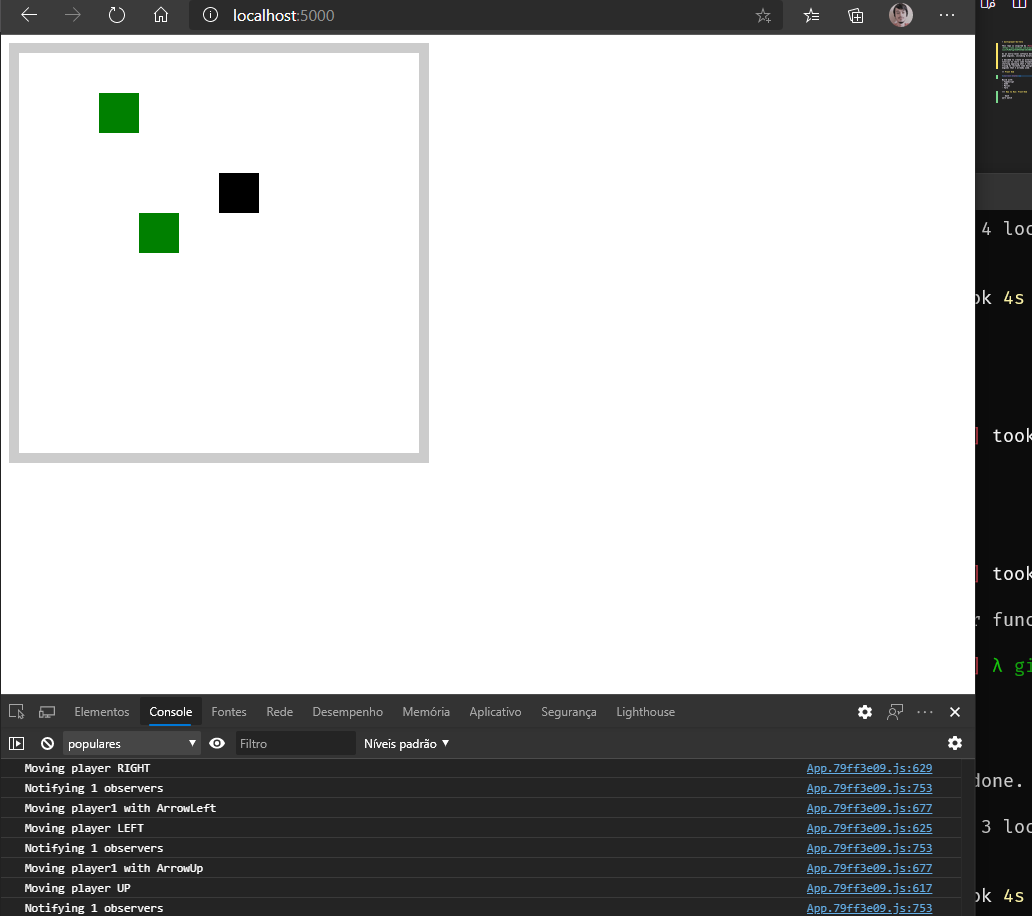 localhost:5000
4 loc
ok 4s
took
took
r func
λ gi
done.
3 loc
ok 4s
Elementos Console Fontes Rede Desempenho Memória Aplicativo Segurança Lighthouse
populares Filtro Níveis padrão
Moving player RIGHT App.79ff3e09.js:629
Notifying 1 observers App.79ff3e09.js:753
Moving player1 with ArrowLeft App.79ff3e09.js:677
Moving player LEFT App.79ff3e09.js:625
Notifying 1 observers App.79ff3e09.js:753
Moving player1 with ArrowUp App.79ff3e09.js:677
Moving player UP App.79ff3e09.js:617
Notifying 1 observers App.79ff3e09.js:753